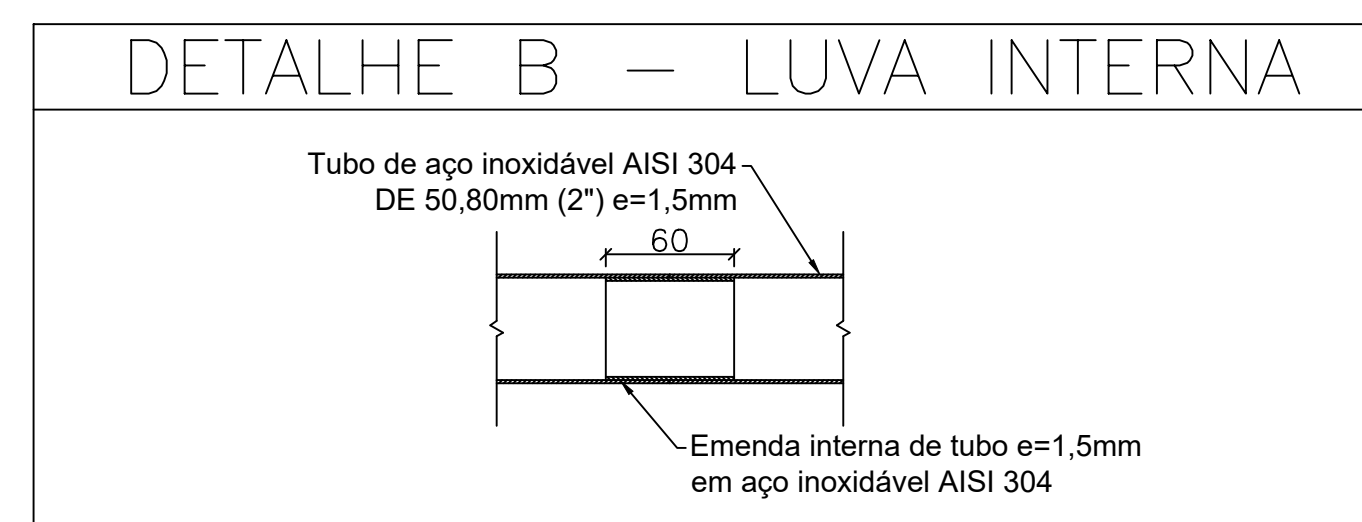 DETALHE B - LUVA INTERNA
Tubo de aço inoxidável AISI 304
DE 50,80mm (2") e=1,5mm
60
Emenda interna de tubo e=1,5mm
em aço inoxidável AISI 304